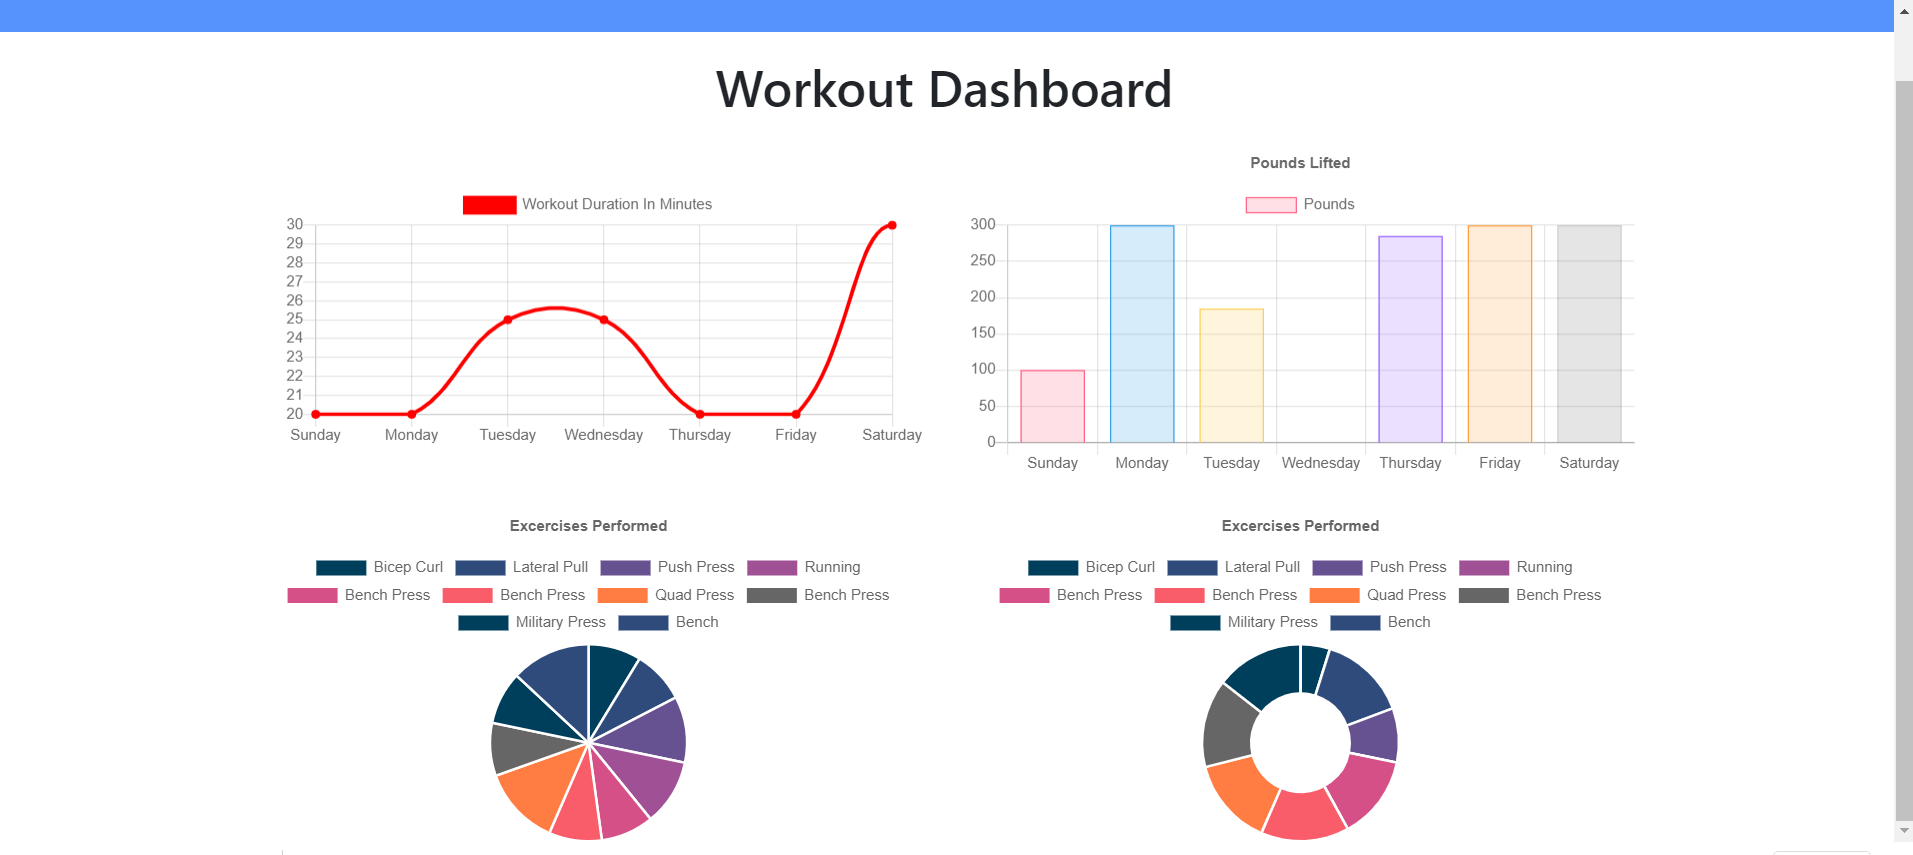 Workout Dashboard
Workout Duration In Minutes
30
29
28
27
26
25
24
23
22
21
20
Sunday Monday Tuesday Wednesday Thursday Friday Saturday
Pounds Lifted
Pounds
300
250
200
150
100
50
0
Sunday Monday Tuesday Wednesday Thursday Friday Saturday
Excercises Performed
Bicep Curl Lateral Pull Push Press Running
Bench Press Bench Press Quad Press Bench Press
Military Press Bench
Excercises Performed
Bicep Curl Lateral Pull Push Press Running
Bench Press Bench Press Quad Press Bench Press
Military Press Bench